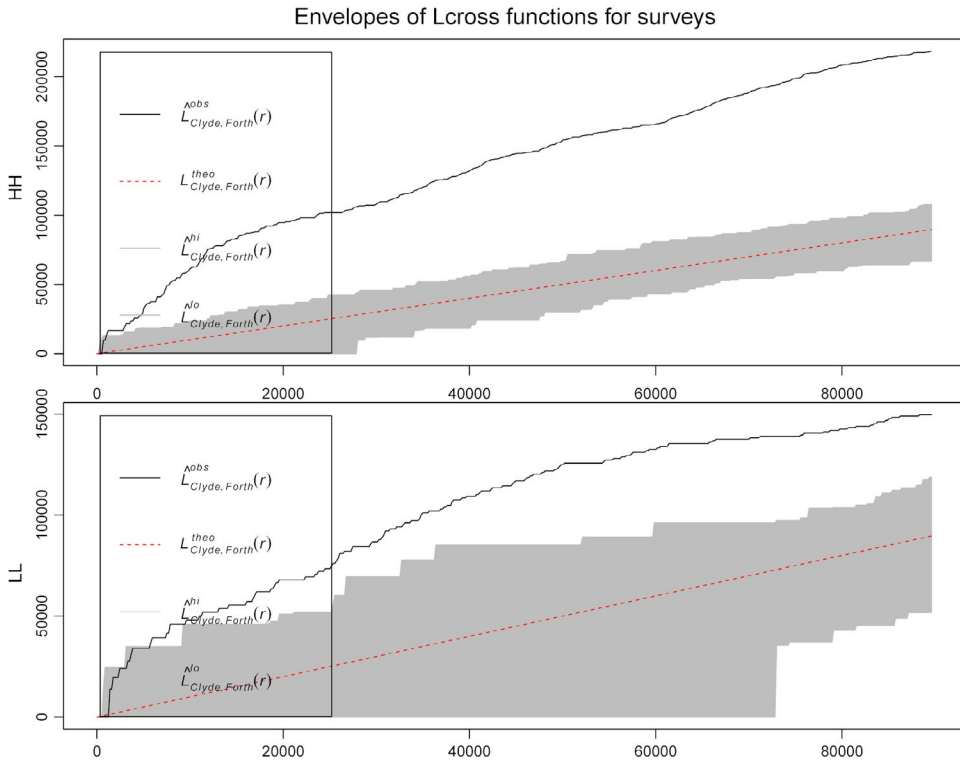 Envelopes of Lcross functions for surveys
HH
200000
150000
100000
50000
0
L̂^obs_Clyde, Forth(r)
L^theo_Clyde, Forth(r)
L̂^hi_Clyde, Forth(r)
L̂^lo_Clyde, Forth(r)
0 20000 40000 60000 80000
LL
150000
100000
50000
0
L̂^obs_Clyde, Forth(r)
L^theo_Clyde, Forth(r)
L̂^hi_Clyde, Forth(r)
L̂^lo_Clyde, Forth(r)
0 20000 40000 60000 80000